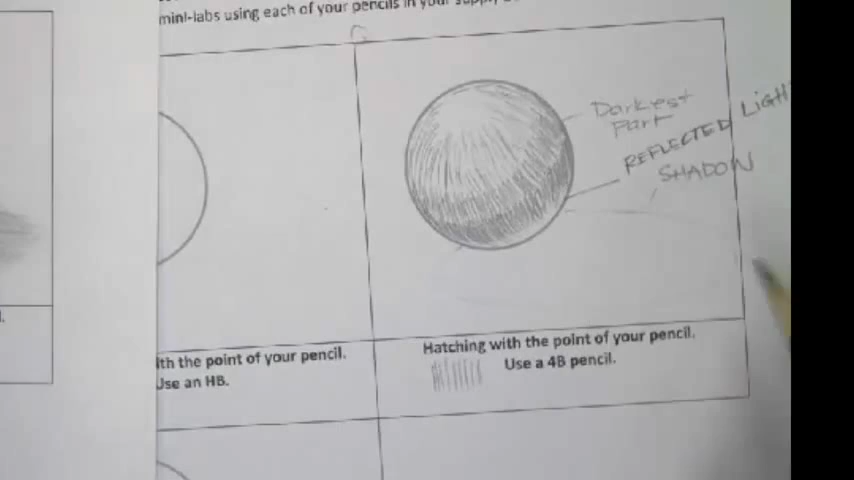 mini-labs using each of your pencils in your
Darkest
Part
REFLECTED LIGHT
SHADOW
ith the point of your pencil.
Use an HB.
Hatching with the point of your pencil.
Use a 4B pencil.